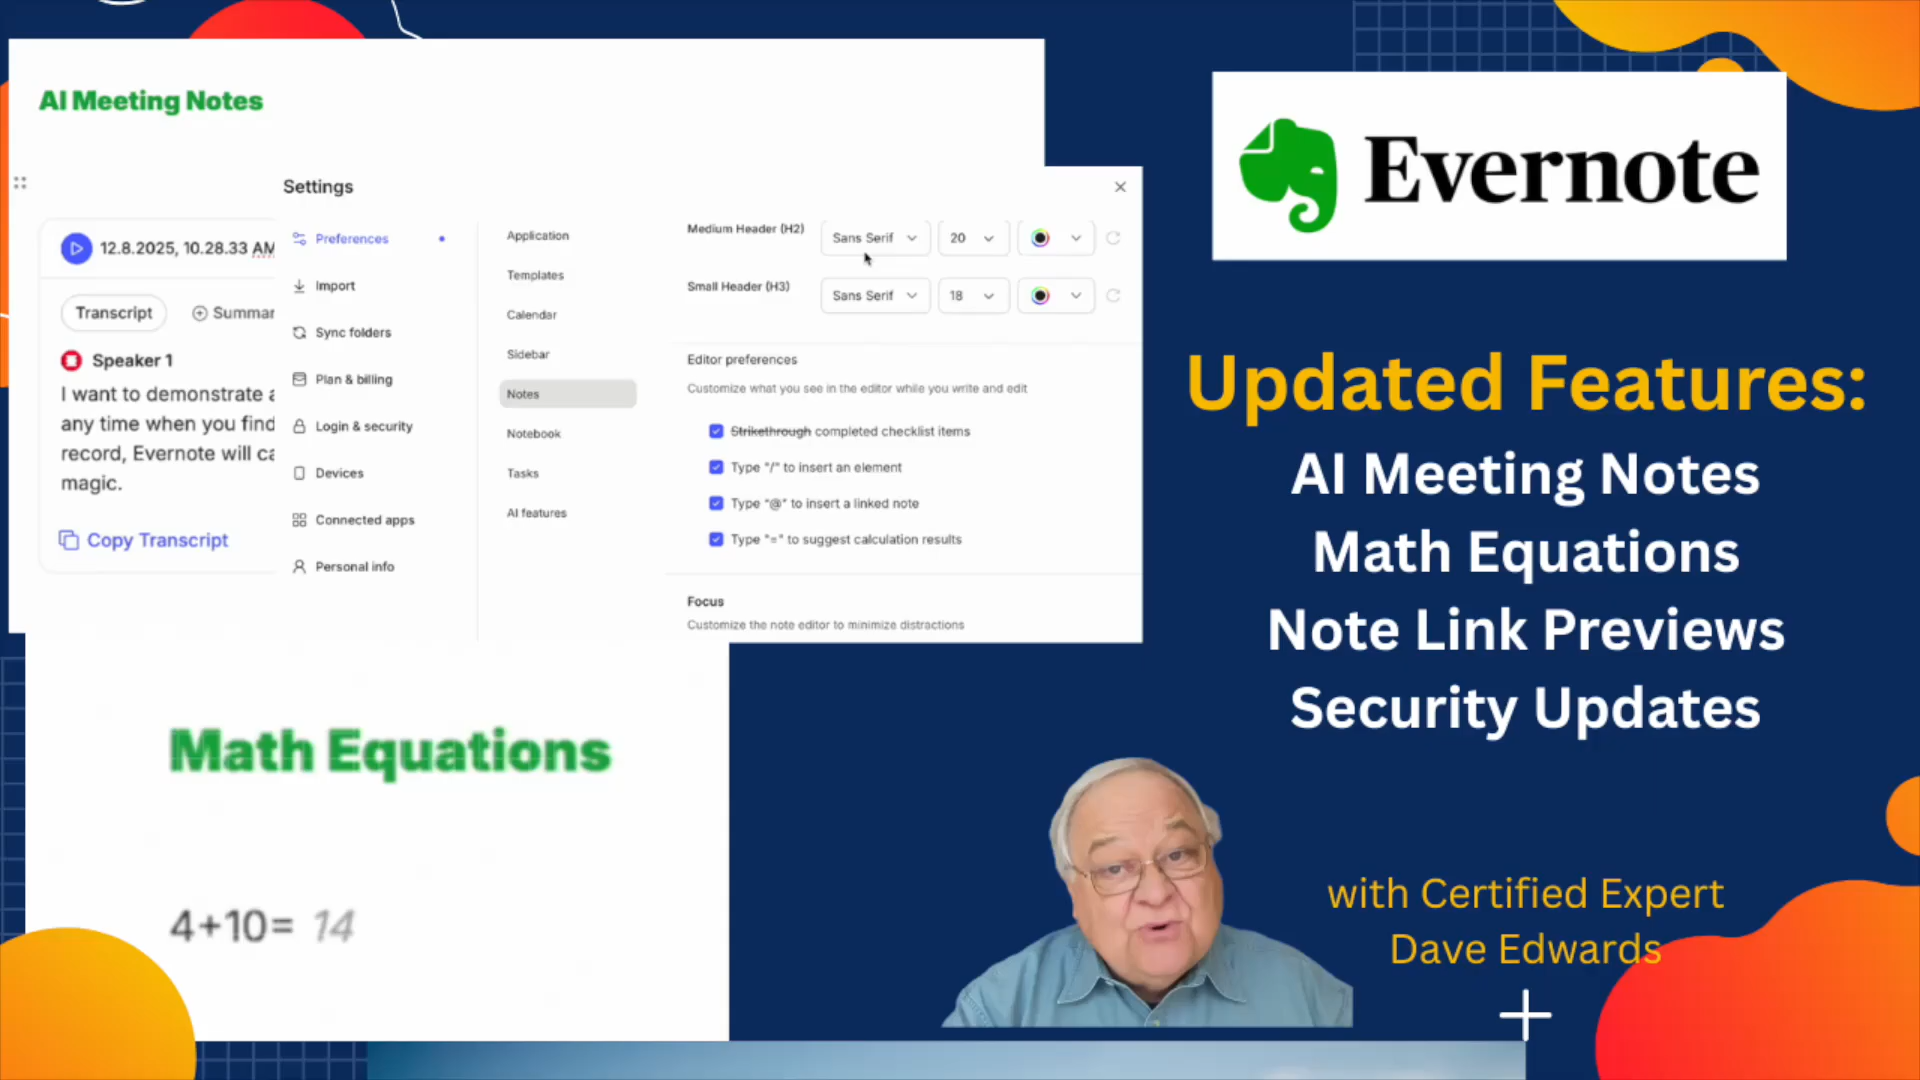 AI Meeting Notes
12.8.2025, 10.28.33 AM
Transcript
Summar
Speaker 1
I want to demonstrate a
any time when you find
record, Evernote will ca
magic.
Copy Transcript
Settings
Preferences
Import
Sync folders
Plan & billing
Login & security
Devices
Connected apps
Personal info
Application
Templates
Calendar
Sidebar
Notes
Notebook
Tasks
AI features
Medium Header (H2) Sans Serif 20
Small Header (H3) Sans Serif 18
Editor preferences
Customize what you see in the editor while you write and edit
Strikethrough completed checklist items
Type "/" to insert an element
Type "@" to insert a linked note
Type "=" to suggest calculation results
Focus
Customize the note editor to minimize distractions
Math Equations
4+10= 14
Evernote
Updated Features:
AI Meeting Notes
Math Equations
Note Link Previews
Security Updates
with Certified Expert
Dave Edwards